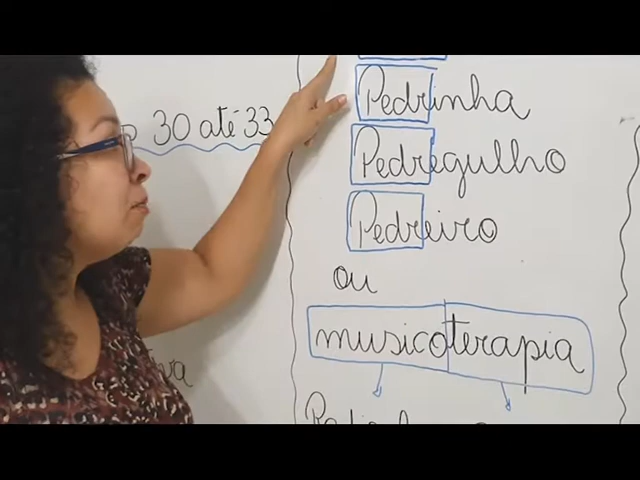 30 até 33
Pedrinha
Pedregulho
Pedreiro
ou
musicoterapia